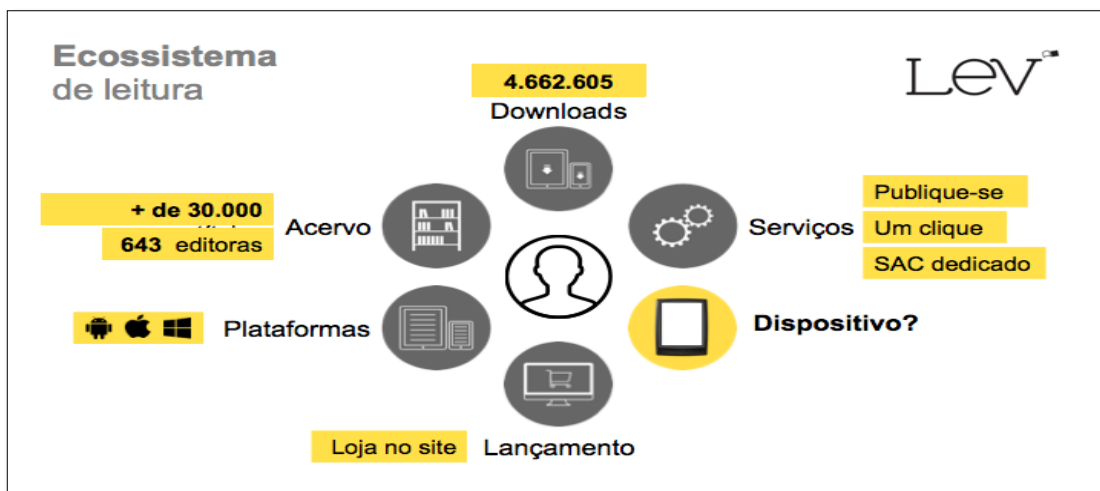 Ecossistema
de leitura
Lev
4.662.605
Downloads
+ de 30.000
643 editoras
Acervo
Serviços
Publique-se
Um clique
SAC dedicado
Plataformas
Dispositivo?
Loja no site
Lançamento